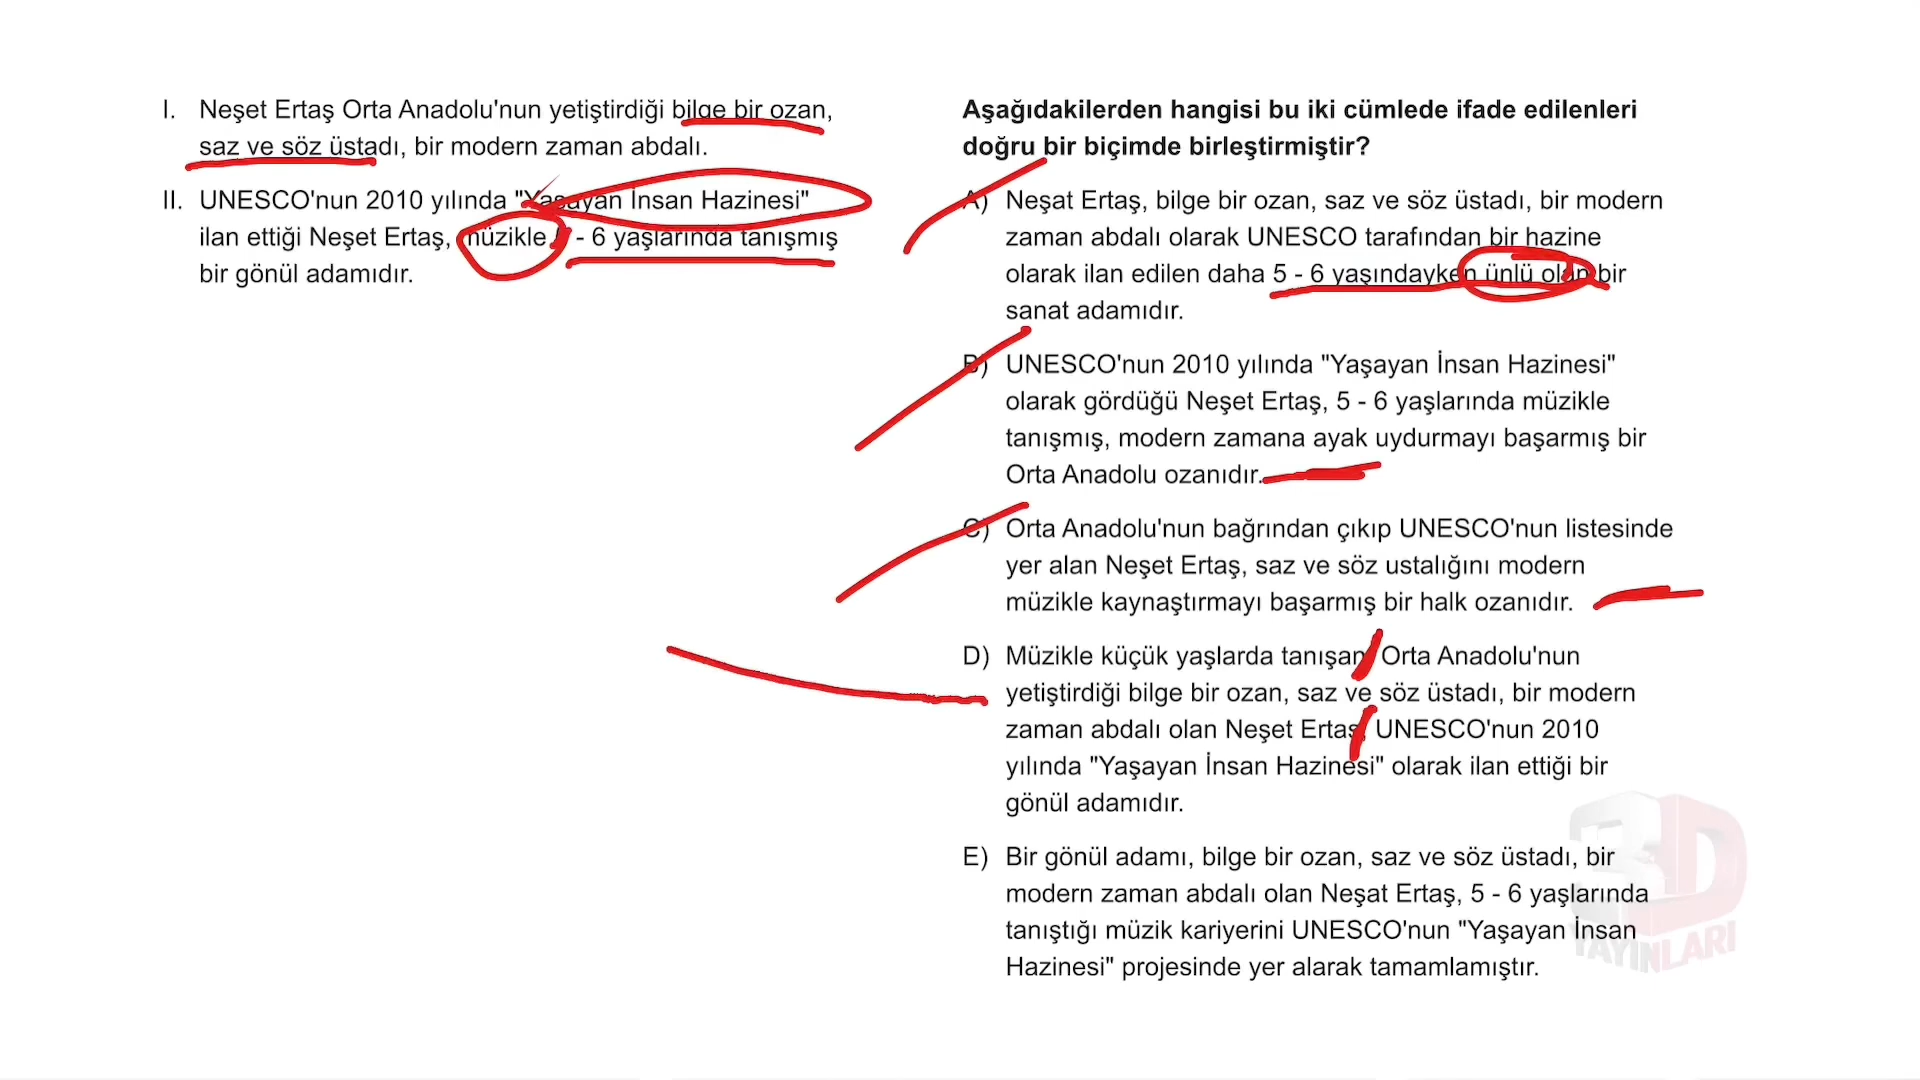 I. Neşet Ertaş Orta Anadolu'nun yetiştirdiği bilge bir ozan,
saz ve söz üstadı, bir modern zaman abdalı.
II. UNESCO'nun 2010 yılında "Yaşayan İnsan Hazinesi"
ilan ettiği Neşet Ertaş, müzikle - 6 yaşlarında tanışmış
bir gönül adamıdır.
Aşağıdakilerden hangisi bu iki cümlede ifade edilenleri
doğru bir biçimde birleştirmiştir?
A) Neşat Ertaş, bilge bir ozan, saz ve söz üstadı, bir modern
zaman abdalı olarak UNESCO tarafından bir hazine
olarak ilan edilen daha 5 - 6 yaşındayken ünlü olan bir
sanat adamıdır.
B) UNESCO'nun 2010 yılında "Yaşayan İnsan Hazinesi"
olarak gördüğü Neşet Ertaş, 5 - 6 yaşlarında müzikle
tanışmış, modern zamana ayak uydurmayı başarmış bir
Orta Anadolu ozanıdır.
C) Orta Anadolu'nun bağrından çıkıp UNESCO'nun listesinde
yer alan Neşet Ertaş, saz ve söz ustalığını modern
müzikle kaynaştırmayı başarmış bir halk ozanıdır.
D) Müzikle küçük yaşlarda tanışan, Orta Anadolu'nun
yetiştirdiği bilge bir ozan, saz ve söz üstadı, bir modern
zaman abdalı olan Neşet Ertaş, UNESCO'nun 2010
yılında "Yaşayan İnsan Hazinesi" olarak ilan ettiği bir
gönül adamıdır.
E) Bir gönül adamı, bilge bir ozan, saz ve söz üstadı, bir
modern zaman abdalı olan Neşat Ertaş, 5 - 6 yaşlarında
tanıştığı müzik kariyerini UNESCO'nun "Yaşayan İnsan
Hazinesi" projesinde yer alarak tamamlamıştır.
3D
YAYINLARI